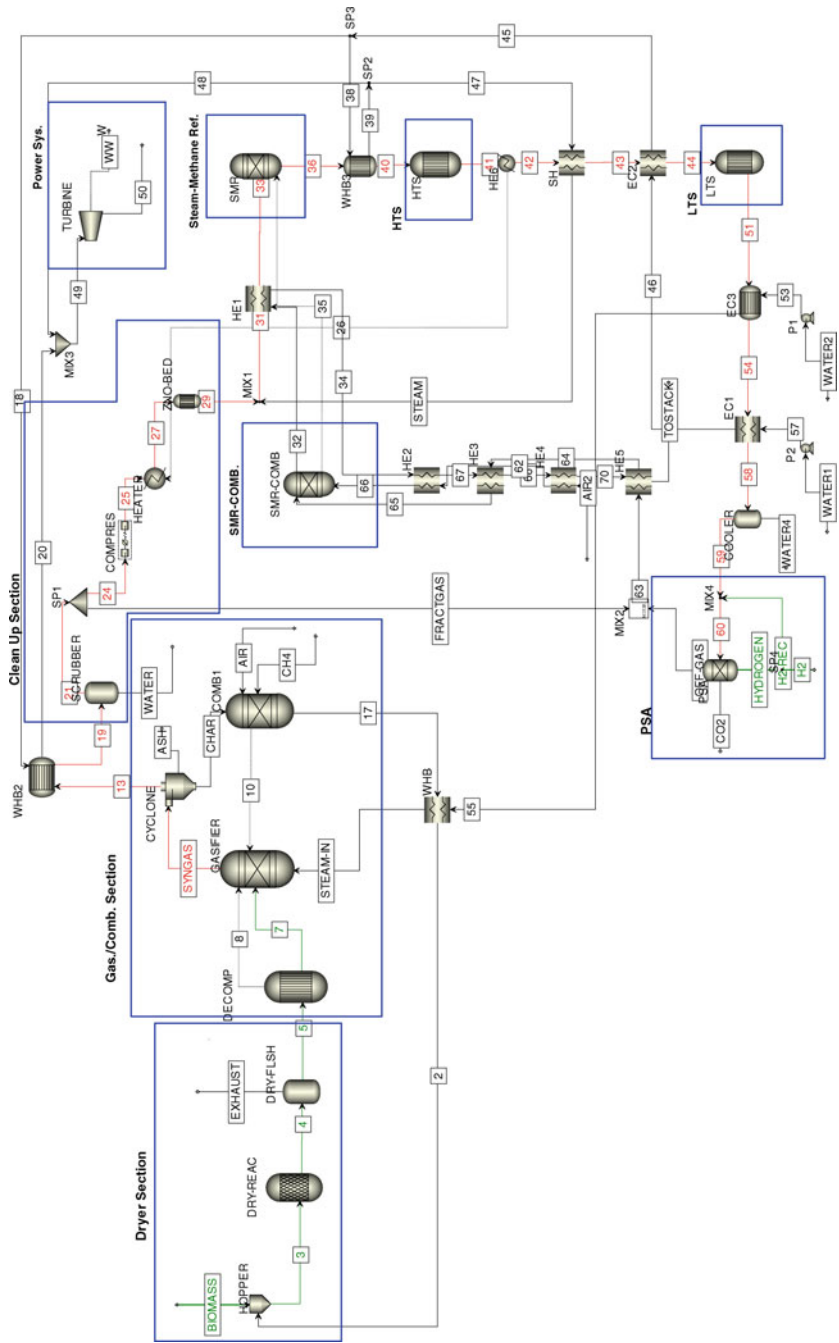 Dryer Section
BIOMASS
HOPPER
3
DRY-REAC
4
DRY-FLSH
EXHAUST
5
2
Gas./Comb. Section
DECOMP
8
7
GASIFIER
SYNGAS
STEAM-IN
CYCLONE
ASH
CHAR
10
COMB1
AIR
CH4
17
WHB
55
13
WHB2
18
19
20
Clean Up Section
21
SCRUBBER
WATER
SP1
24
COMPRES
25
HEATER
27
ZNO-BED
29
MIX1
STEAM
FRACTGAS
Power Sys.
MIX3
49
TURBINE
WW
W
50
48
Steam-Methane Ref.
SMR
33
36
HE1
31
26
35
34
32
SMR-COMB.
SMR-COMB
66
65
HE2
67
HE3
62
HE4
64
AIR2
70
HE5
TOSTACK
63
MIX2
SP3
38
SP2
39
WHB3
40
HTS
HTS
41
42
SH
43
47
45
EC2
44
LTS
LTS
51
46
EC3
53
P1
WATER2
54
EC1
57
P2
WATER1
58
COOLER
WATER4
59
MIX4
60
PSA
CO2
HYDROGEN
SP4
H2-REC
H2